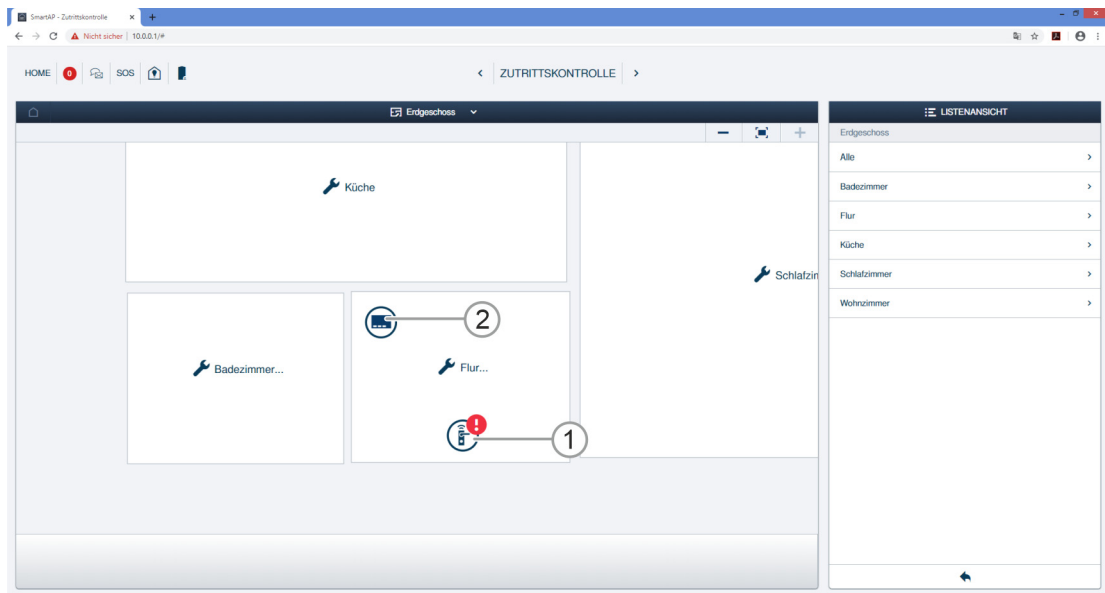 SmartAP - Zutrittskontrolle
Nicht sicher | 10.0.0.1/#
HOME 0 SOS ZUTRITTSKONTROLLE
Erdgeschoss
LISTENANSICHT
Erdgeschoss
Alle
Badezimmer
Flur
Küche
Schlafzimmer
Wohnzimmer
Küche
Schlafzin
2
Badezimmer...
Flur...
1